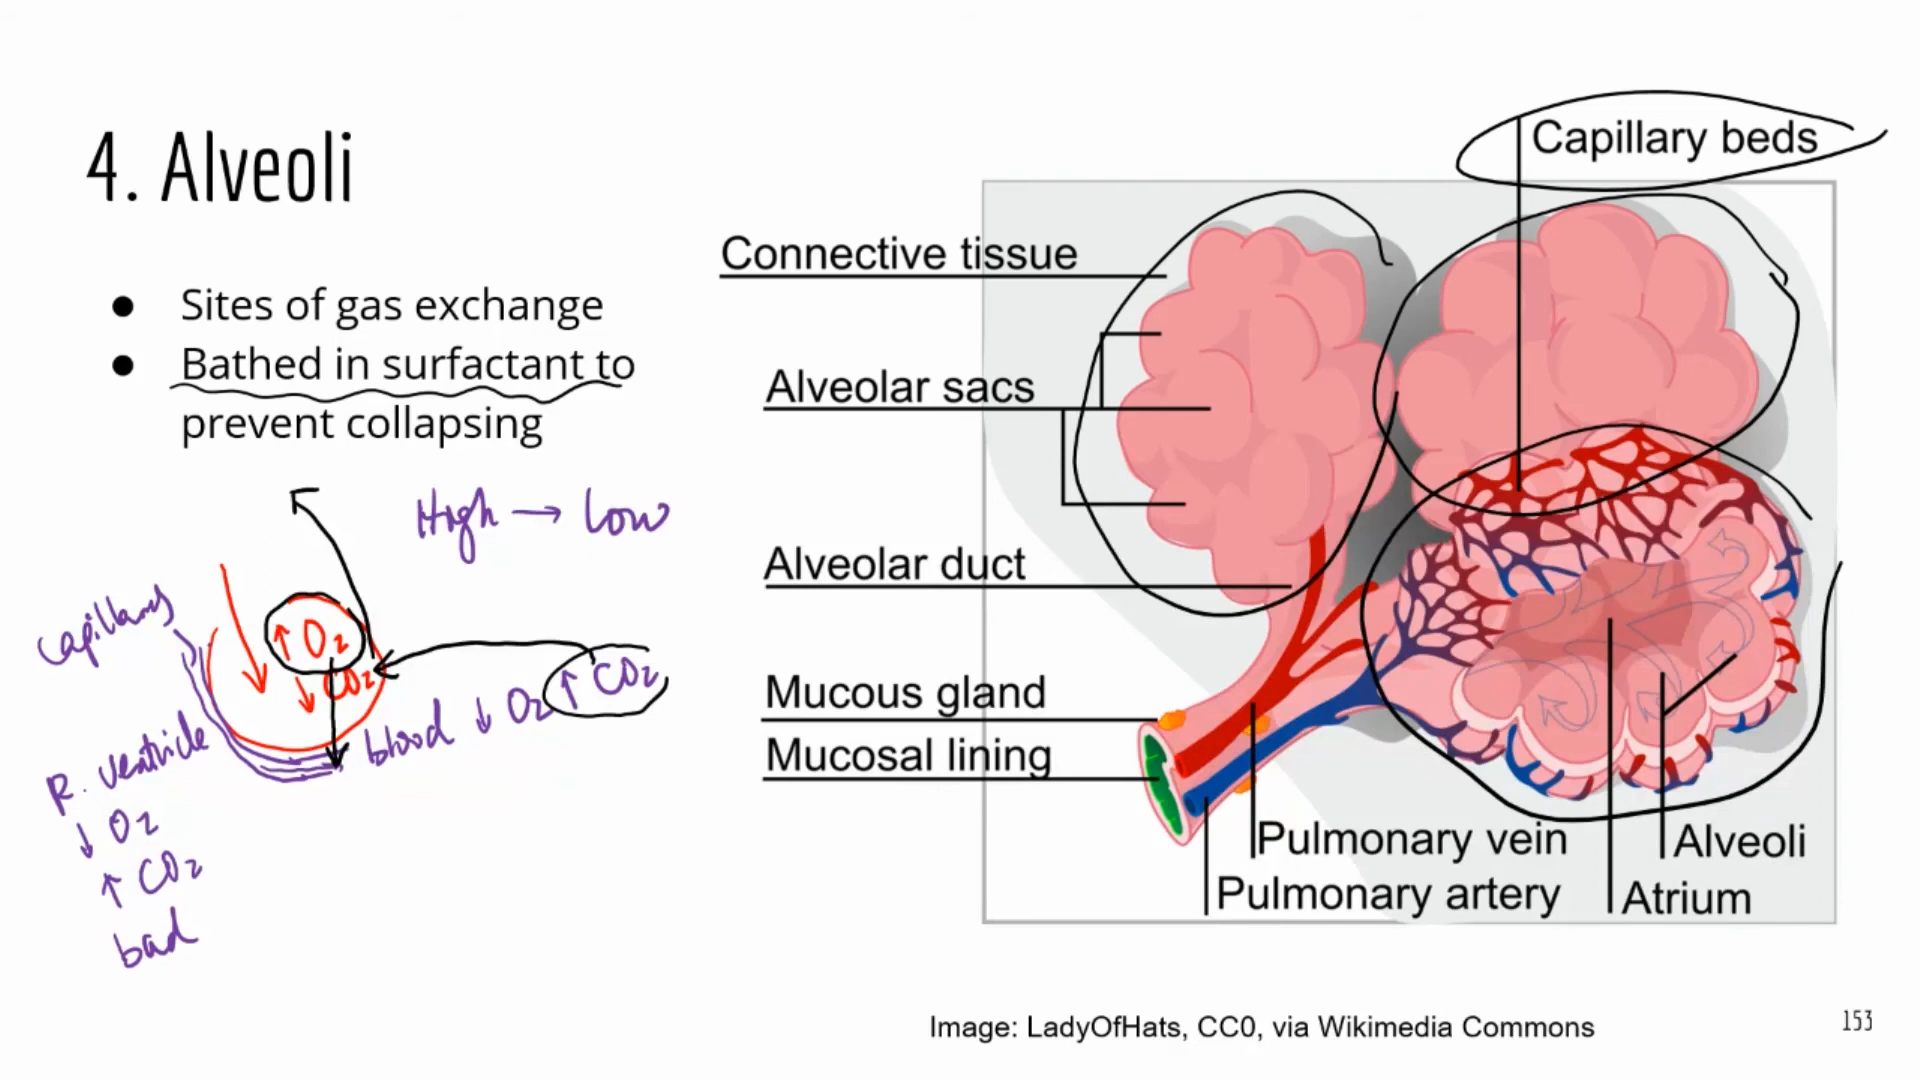 4. Alveoli
● Sites of gas exchange
● Bathed in surfactant to
prevent collapsing
High → Low
capillary
↑ O₂
↓ CO₂
blood ↓ O₂ ↑ CO₂
R. ventricle
↓ O₂
↑ CO₂
bad
Capillary beds
Connective tissue
Alveolar sacs
Alveolar duct
Mucous gland
Mucosal lining
Pulmonary vein
Pulmonary artery
Alveoli
Atrium
Image: LadyOfHats, CC0, via Wikimedia Commons
153